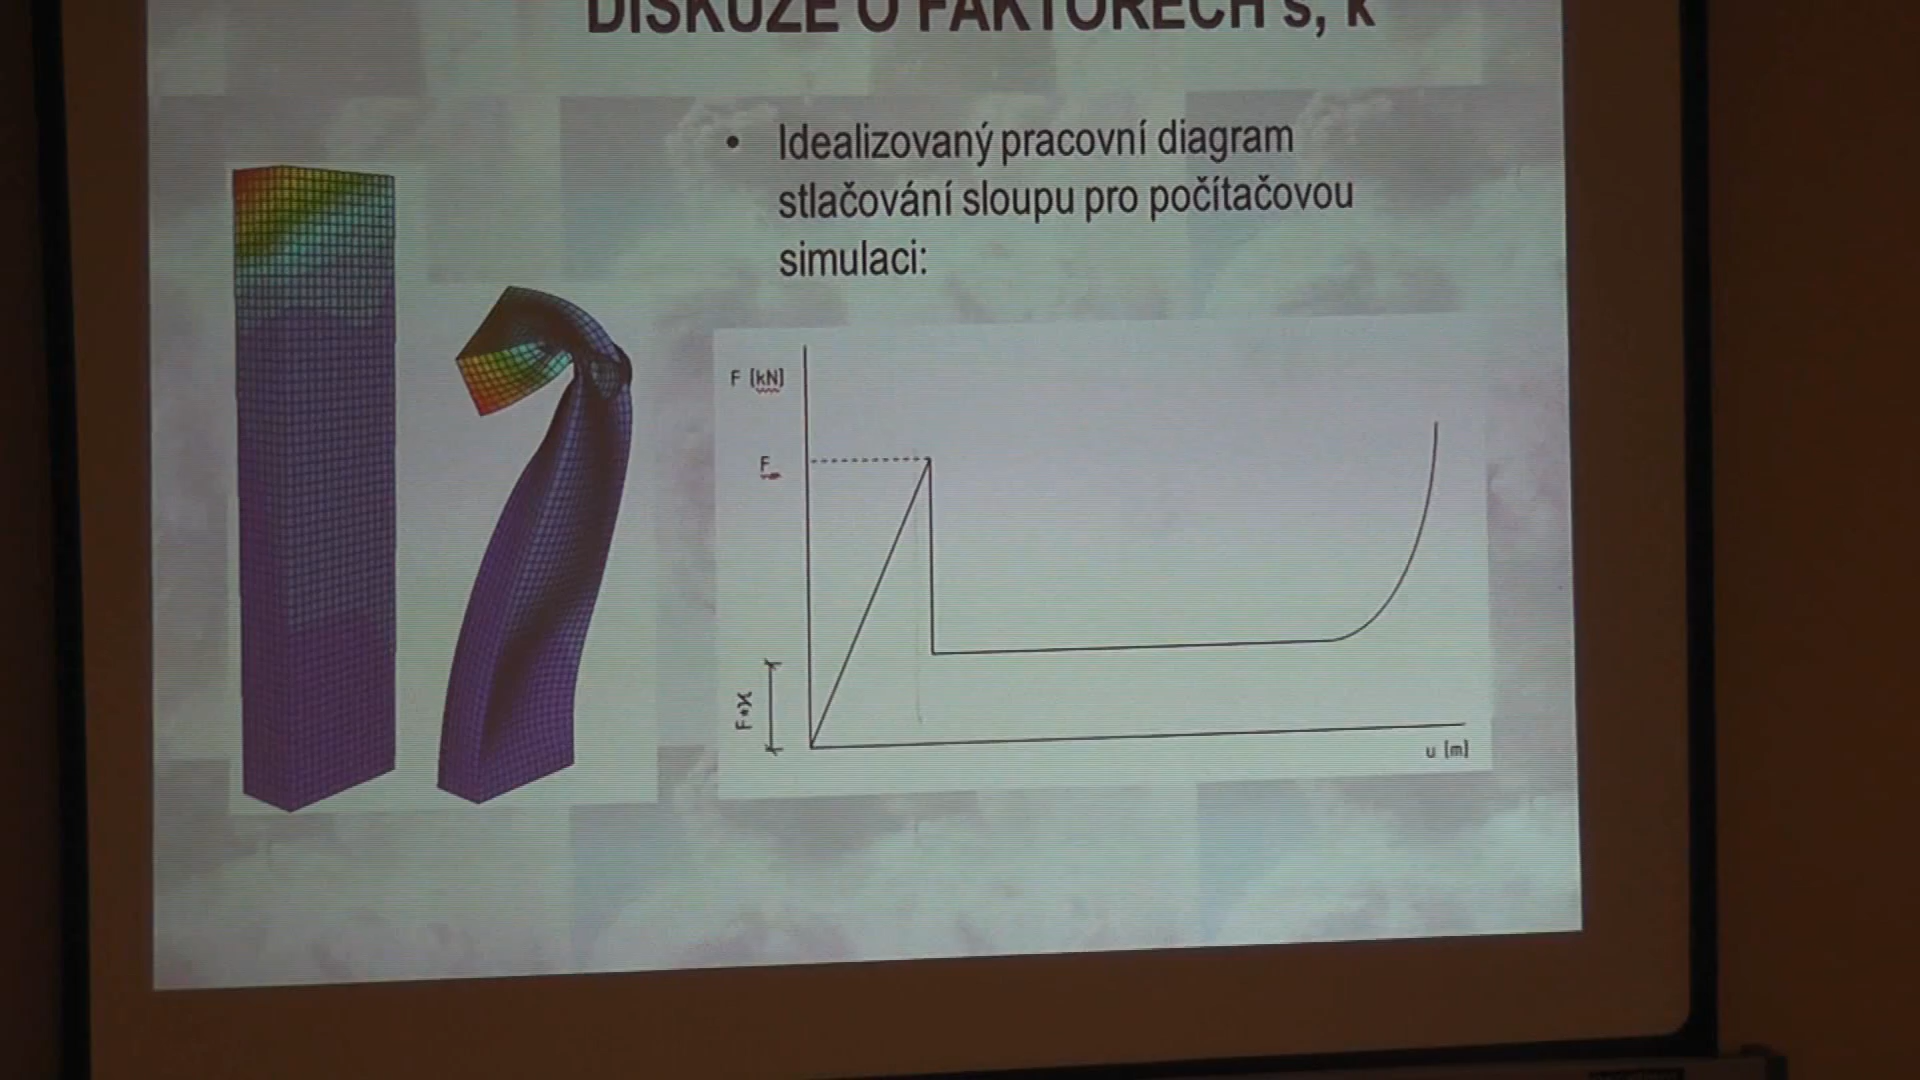 DISKUZE O FAKTORECH s, k
• Idealizovaný pracovní diagram
stlačování sloupu pro počítačovou
simulaci:
F [kN]
F
F*ϰ
u [m]